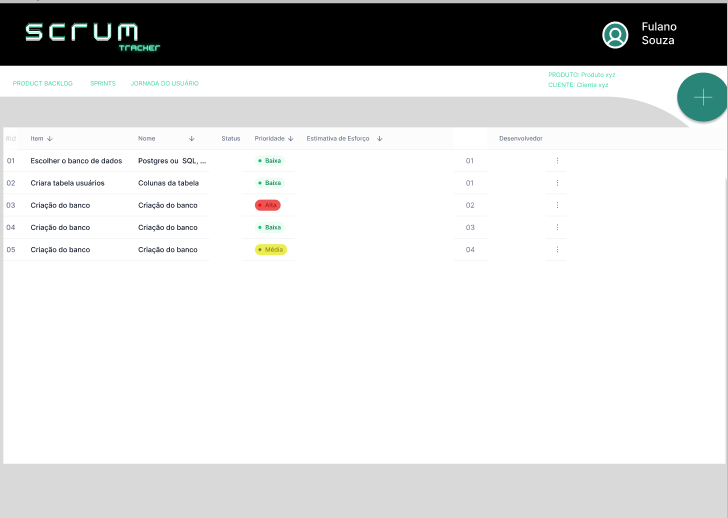 SCRUM
TRACKER
Fulano
Souza
PRODUCT BACKLOG SPRINTS JORNADA DO USUÁRIO
PRODUTO: Produto xyz
CLIENTE: Cliente xyz
Item Nome Status Prioridade Estimativa de Esforço Desenvolvedor
01 Escolher o banco de dados Postgres ou SQL, ... Baixa 01
02 Criara tabela usuários Colunas da tabela Baixa 01
03 Criação do banco Criação do banco Alta 02
04 Criação do banco Criação do banco Baixa 03
05 Criação do banco Criação do banco Média 04